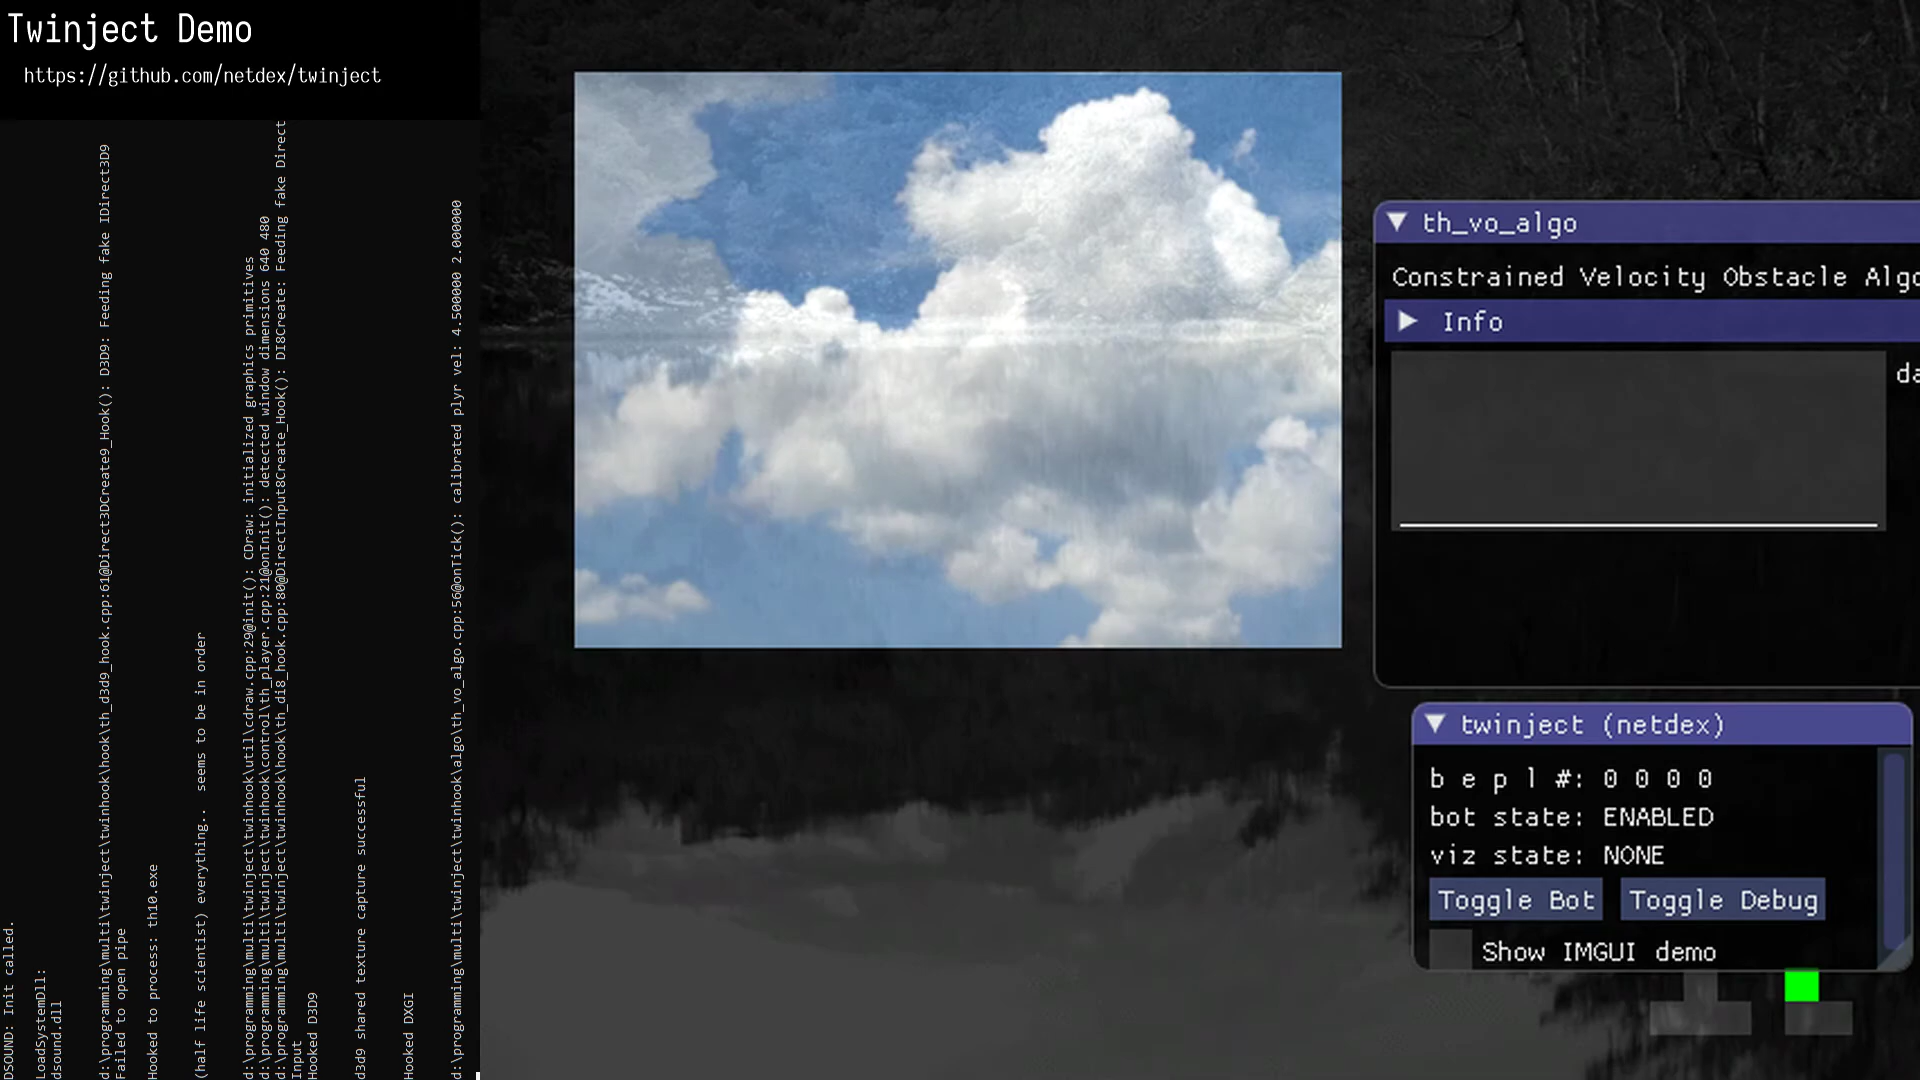 Twinject Demo
https://github.com/netdex/twinject
DSOUND: Init called.
LoadSystemDll:
dsound.dll
d:\programming\multi\twinject\twinhook\hook\th_d3d9_hook.cpp:61@Direct3DCreate9_Hook(): D3D9: Feeding fake IDirect3D9
Failed to open pipe
Hooked to process: th10.exe
(half life scientist) everything..  seems to be in order
d:\programming\multi\twinject\twinhook\util\cdraw.cpp:29@init(): CDraw: initialized graphics primitives
d:\programming\multi\twinject\twinhook\control\th_player.cpp:21@onInit(): detected window dimensions 640 480
d:\programming\multi\twinject\twinhook\hook\th_di8_hook.cpp:80@DirectInput8Create_Hook(): DI8Create: Feeding fake Direct
Input
Hooked D3D9
d3d9 shared texture capture successful
Hooked DXGI
d:\programming\multi\twinject\twinhook\algo\th_vo_algo.cpp:56@onTick(): calibrated plyr vel: 4.500000 2.000000
th_vo_algo
Constrained Velocity Obstacle Algo
Info
da
twinject (netdex)
b e p l #: 0 0 0 0
bot state: ENABLED
viz state: NONE
Toggle Bot Toggle Debug
Show IMGUI demo